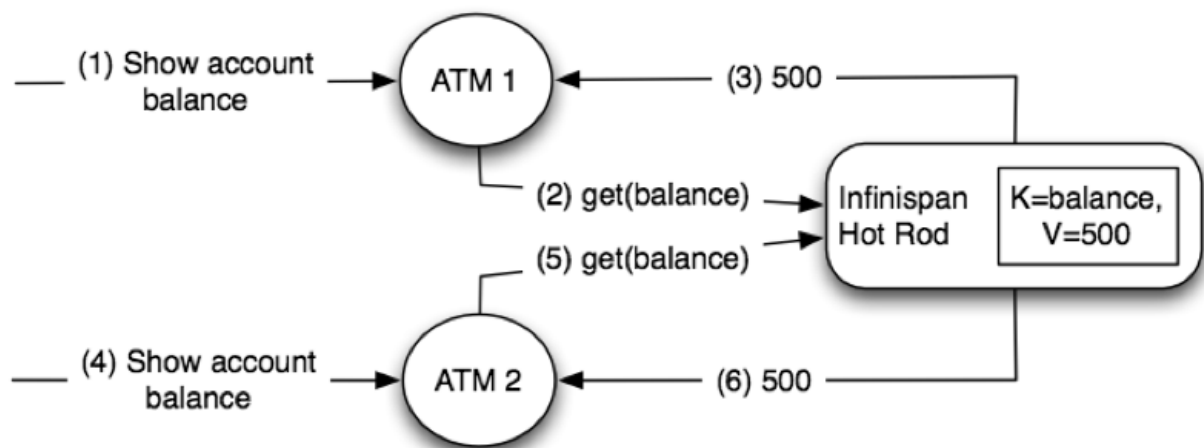 (1) Show account
balance
ATM 1
(3) 500
(2) get(balance)
Infinispan
Hot Rod
K=balance,
V=500
(5) get(balance)
(4) Show account
balance
ATM 2
(6) 500